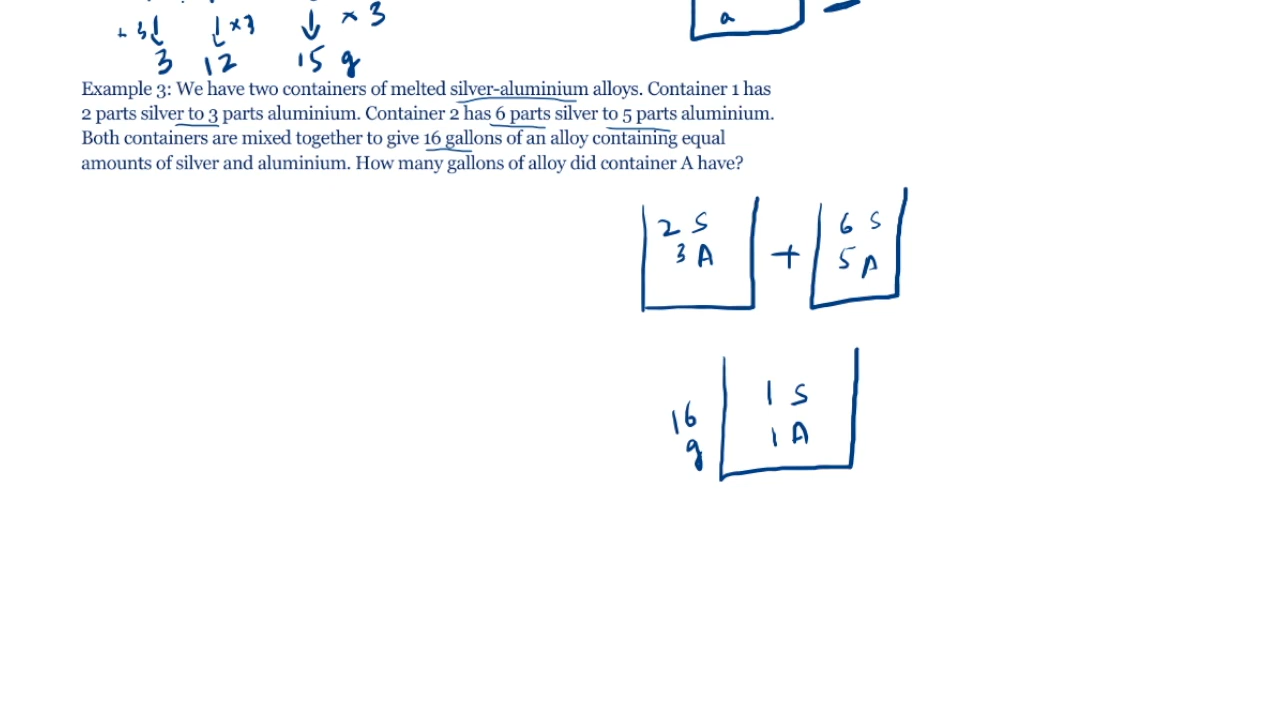 + 3 ↓ ↓ ×3 ↓ × 3
3 12 15 g
a
Example 3: We have two containers of melted silver-aluminium alloys. Container 1 has
2 parts silver to 3 parts aluminium. Container 2 has 6 parts silver to 5 parts aluminium.
Both containers are mixed together to give 16 gallons of an alloy containing equal
amounts of silver and aluminium. How many gallons of alloy did container A have?
2 S + 6 S
3 A 5 A
16 1 S
g 1 A